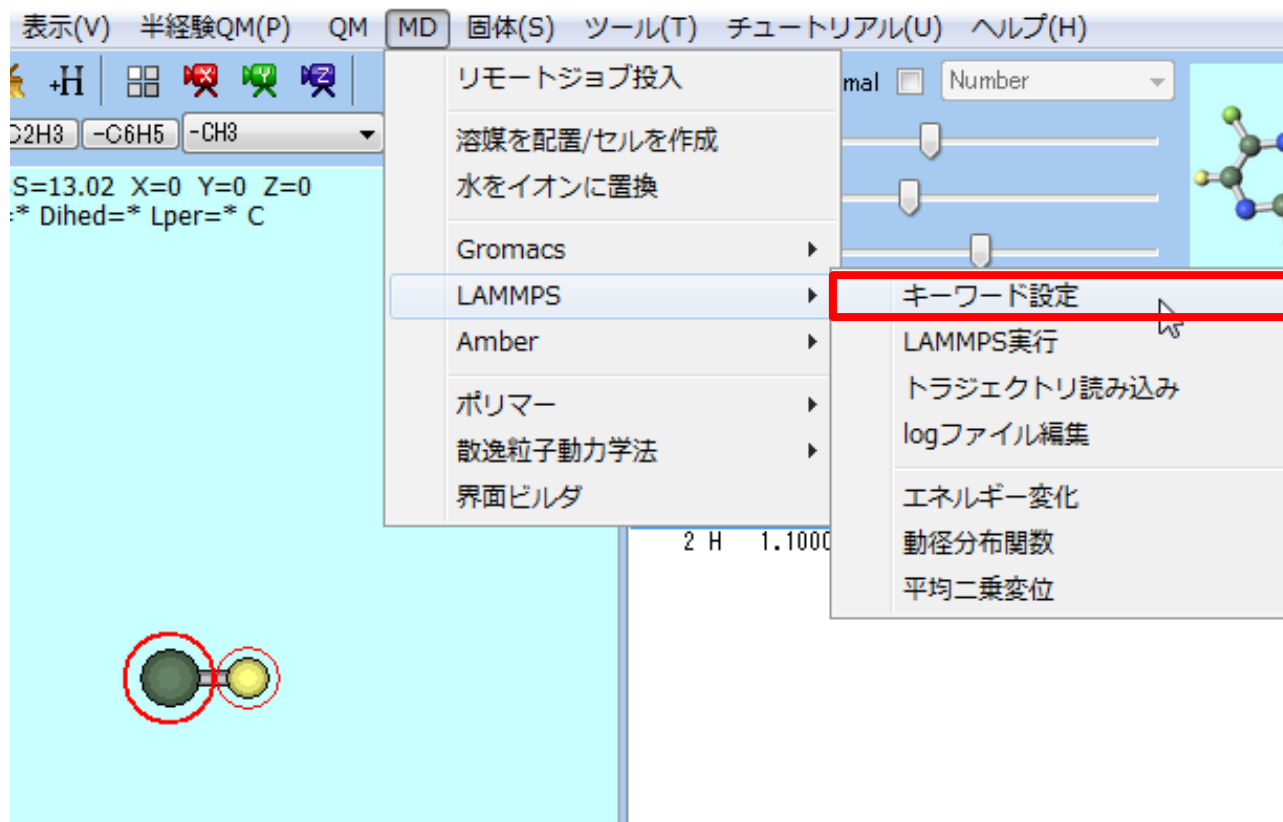 表示(V) 半経験QM(P) QM MD 固体(S) ツール(T) チュートリアル(U) ヘルプ(H)
+H X Y Z
mal Number
C2H3 -C6H5 -CH3
S=13.02 X=0 Y=0 Z=0
=* Dihed=* Lper=* C
リモートジョブ投入
溶媒を配置/セルを作成
水をイオンに置換
Gromacs
LAMMPS
Amber
ポリマー
散逸粒子動力学法
界面ビルダ
キーワード設定
LAMMPS実行
トラジェクトリ読み込み
logファイル編集
エネルギー変化
動径分布関数
平均二乗変位
2 H 1.1000